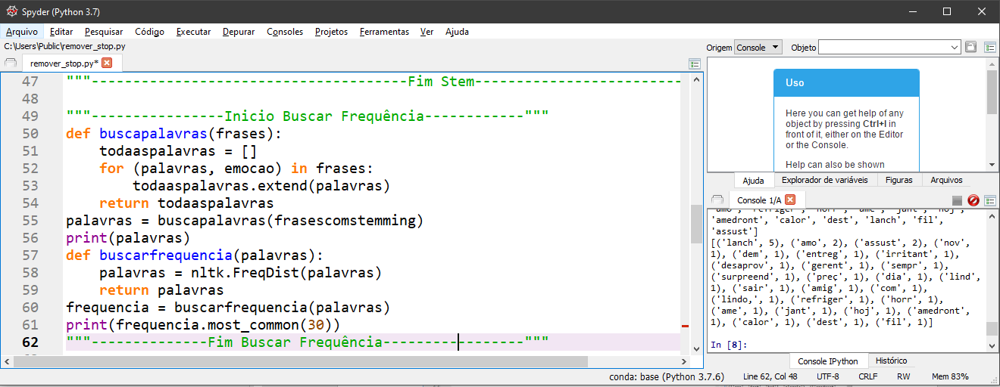 Spyder (Python 3.7)
Arquivo Editar Pesquisar Código Executar Depurar Consoles Projetos Ferramentas Ver Ajuda
C:\Users\Public\remover_stop.py
remover_stop.py*
47 """--------------------------------------Fim Stem-------------------------
48
49 """----------------Inicio Buscar Frequência------------"""
50 def buscapalavras(frases):
51     todaaspalavras = []
52     for (palavras, emocao) in frases:
53         todaaspalavras.extend(palavras)
54     return todaaspalavras
55 palavras = buscapalavras(frasescomstemming)
56 print(palavras)
57 def buscarfrequencia(palavras):
58     palavras = nltk.FreqDist(palavras)
59     return palavras
60 frequencia = buscarfrequencia(palavras)
61 print(frequencia.most_common(30))
62 """--------------Fim Buscar Frequência-----------------"""
Origem Console Objeto
Uso
Here you can get help of any
object by pressing Ctrl+I in
front of it, either on the Editor
or the Console.
Help can also be shown
Ajuda Explorador de variáveis Figuras Arquivos
Console 1/A
'amo', 'refriger', 'horr', 'ame', 'jant', 'hoj',
'amedront', 'calor', 'dest', 'lanch', 'fil',
'assust']
[('lanch', 5), ('amo', 2), ('assust', 2), ('nov',
1), ('dem', 1), ('entreg', 1), ('irritant', 1),
('desaprov', 1), ('gerent', 1), ('sempr', 1),
('surpreend', 1), ('preç', 1), ('dia', 1), ('lind',
1), ('sair', 1), ('amig', 1), ('com', 1),
('lindo,', 1), ('refriger', 1), ('horr', 1),
('ame', 1), ('jant', 1), ('hoj', 1), ('amedront',
1), ('calor', 1), ('dest', 1), ('fil', 1)]
In [8]:
Console IPython Histórico
conda: base (Python 3.7.6) Line 62, Col 48 UTF-8 CRLF RW Mem 83%